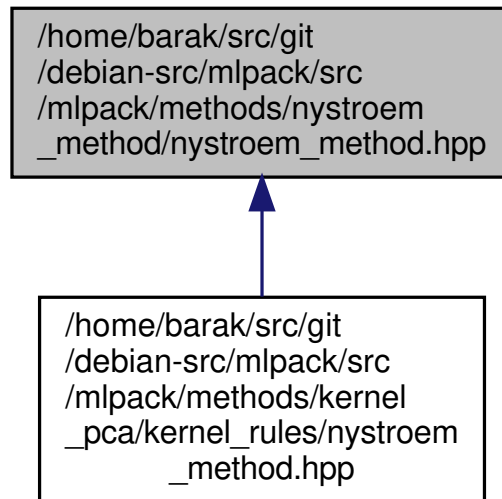 /home/barak/src/git
/debian-src/mlpack/src
/mlpack/methods/nystroem
_method/nystroem_method.hpp
/home/barak/src/git
/debian-src/mlpack/src
/mlpack/methods/kernel
_pca/kernel_rules/nystroem
_method.hpp